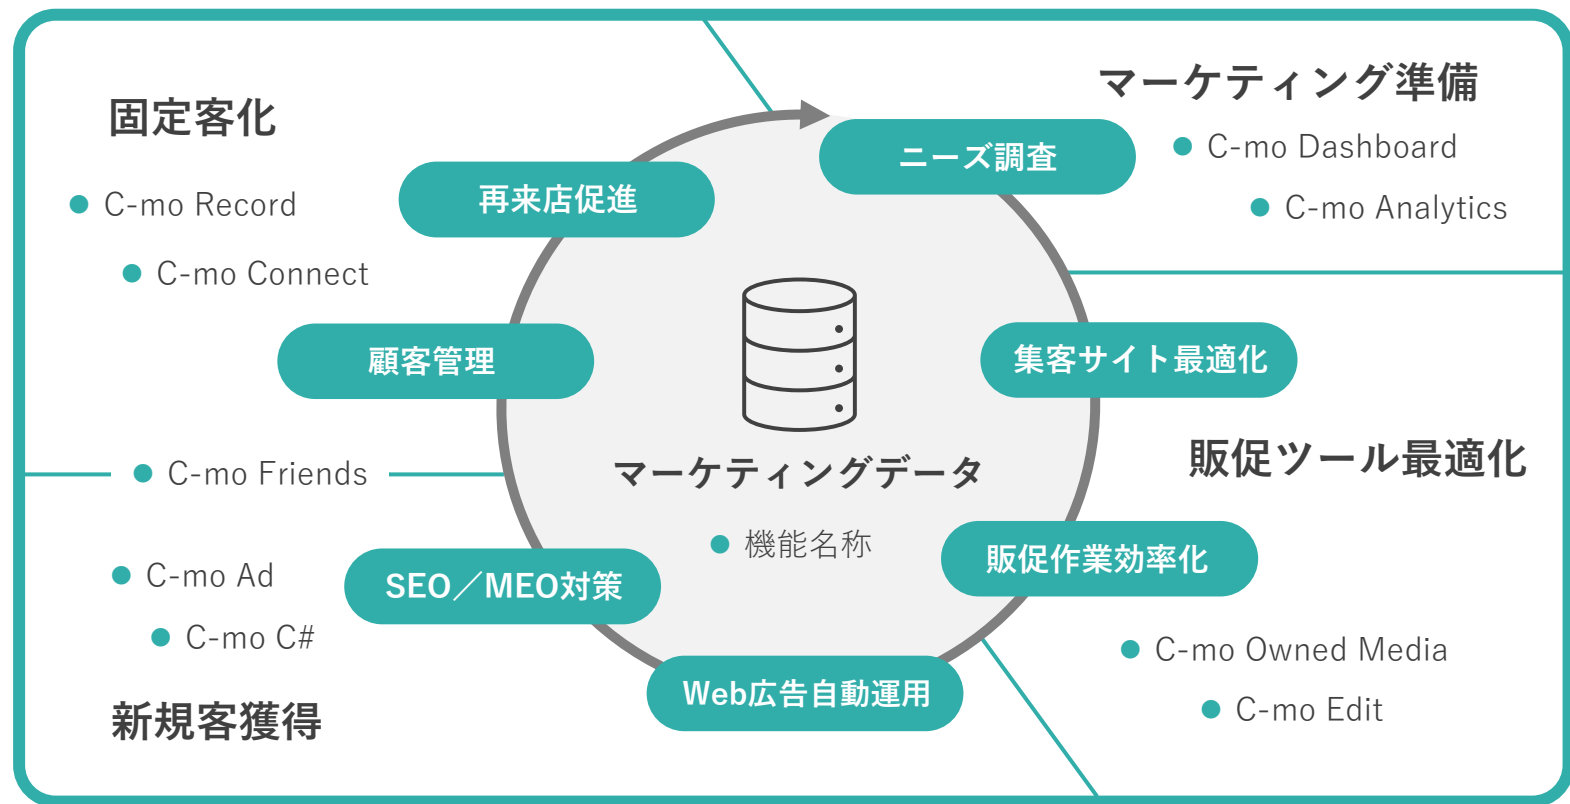 固定客化
C-mo Record
C-mo Connect
再来店促進
顧客管理
マーケティング準備
C-mo Dashboard
C-mo Analytics
ニーズ調査
集客サイト最適化
販促ツール最適化
販促作業効率化
C-mo Owned Media
C-mo Edit
マーケティングデータ
機能名称
Web広告自動運用
C-mo Friends
SEO／MEO対策
C-mo Ad
C-mo C#
新規客獲得